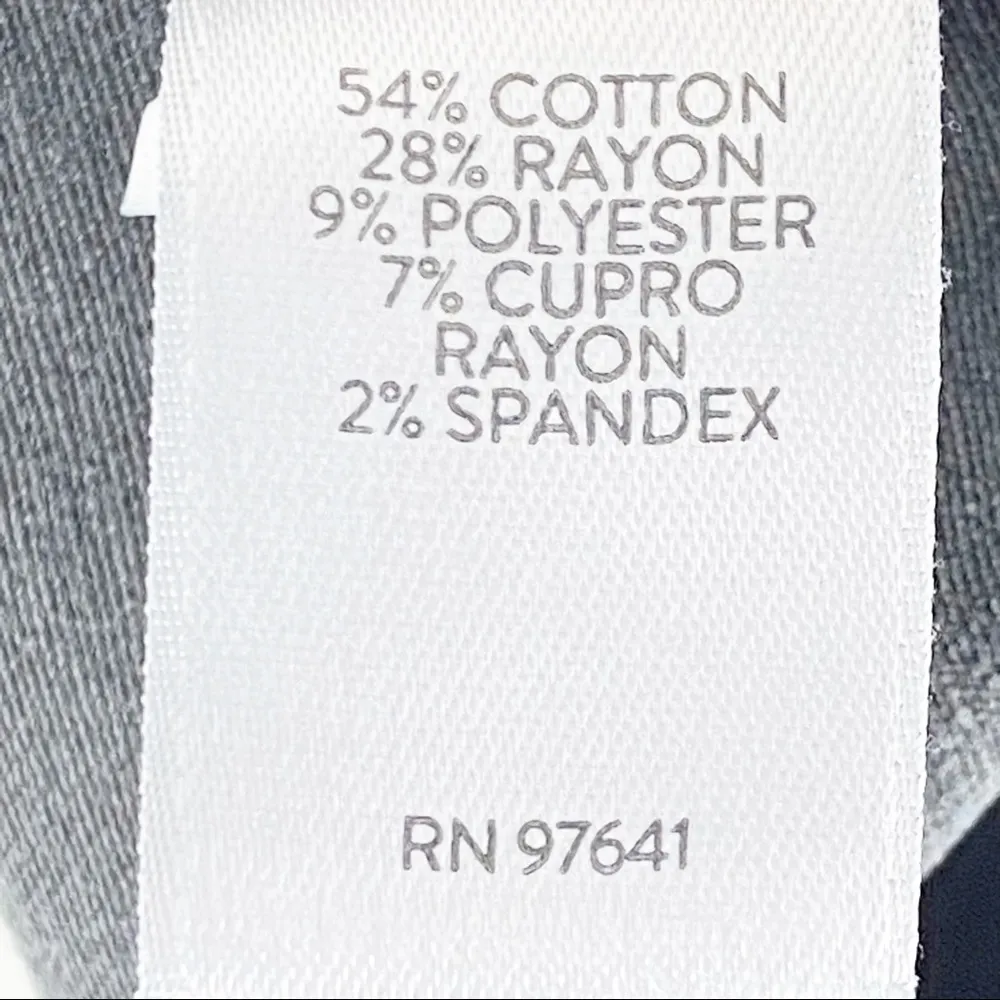 54% COTTON
28% RAYON
9% POLYESTER
7% CUPRO
RAYON
2% SPANDEX
RN 97641